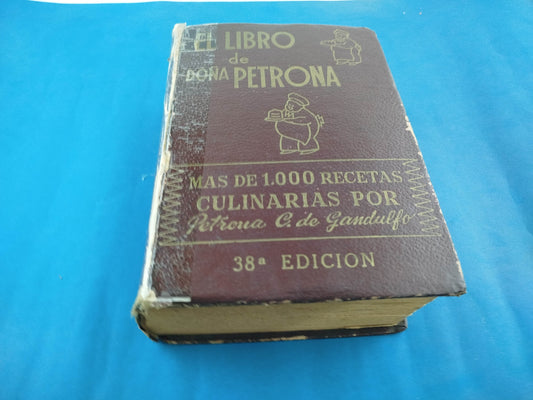 EL LIBRO
de
DOÑA PETRONA
MAS DE 1.000 RECETAS
CULINARIAS POR
Petrona C. de Gandulfo
38ª EDICION